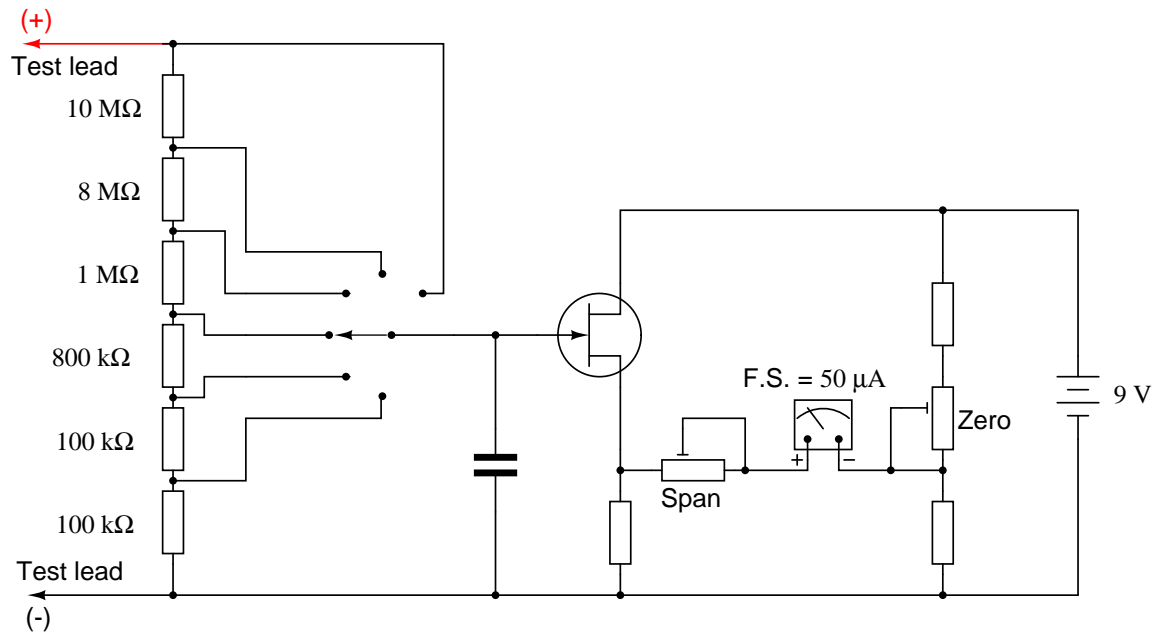 (+)
Test lead
10 MΩ
8 MΩ
1 MΩ
800 kΩ
100 kΩ
100 kΩ
Test lead
(-)
F.S. = 50 μA
+ −
Span
Zero
9 V